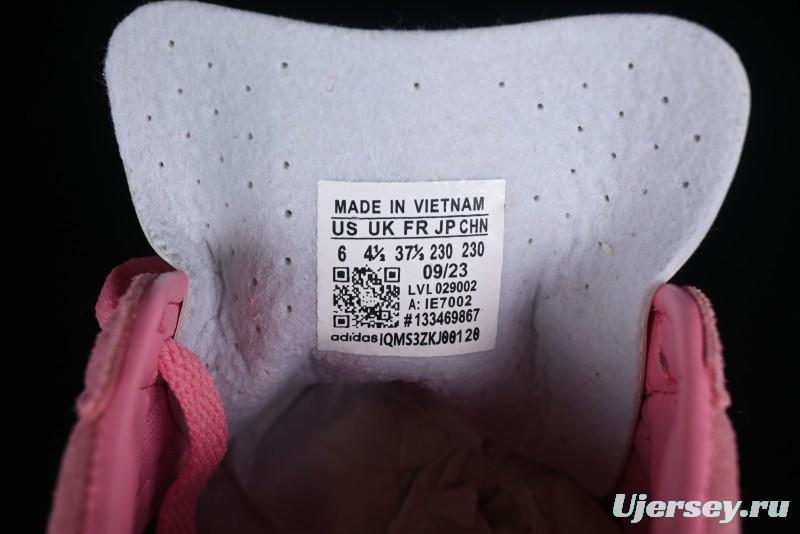 MADE IN VIETNAM
US UK FR JP CHN
6 4½ 37⅓ 230 230
09/23
LVL 029002
A: IE7002
#133469867
adidas IQMS3ZKJ00120
Ujersey.ru